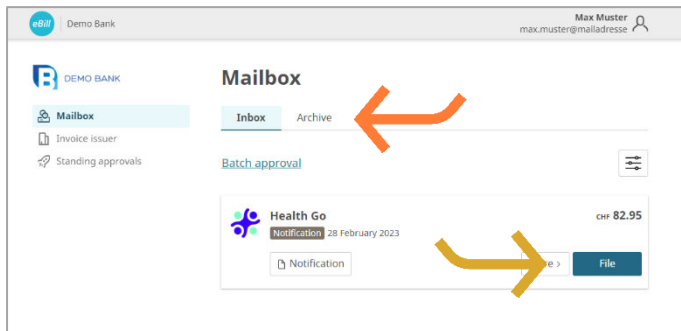 eBill Demo Bank
Max Muster
max.muster@mailadresse
DEMO BANK
Mailbox
Invoice issuer
Standing approvals
Mailbox
Inbox Archive
Batch approval
Health Go
CHF 82.95
Notification 28 February 2023
Notification
File